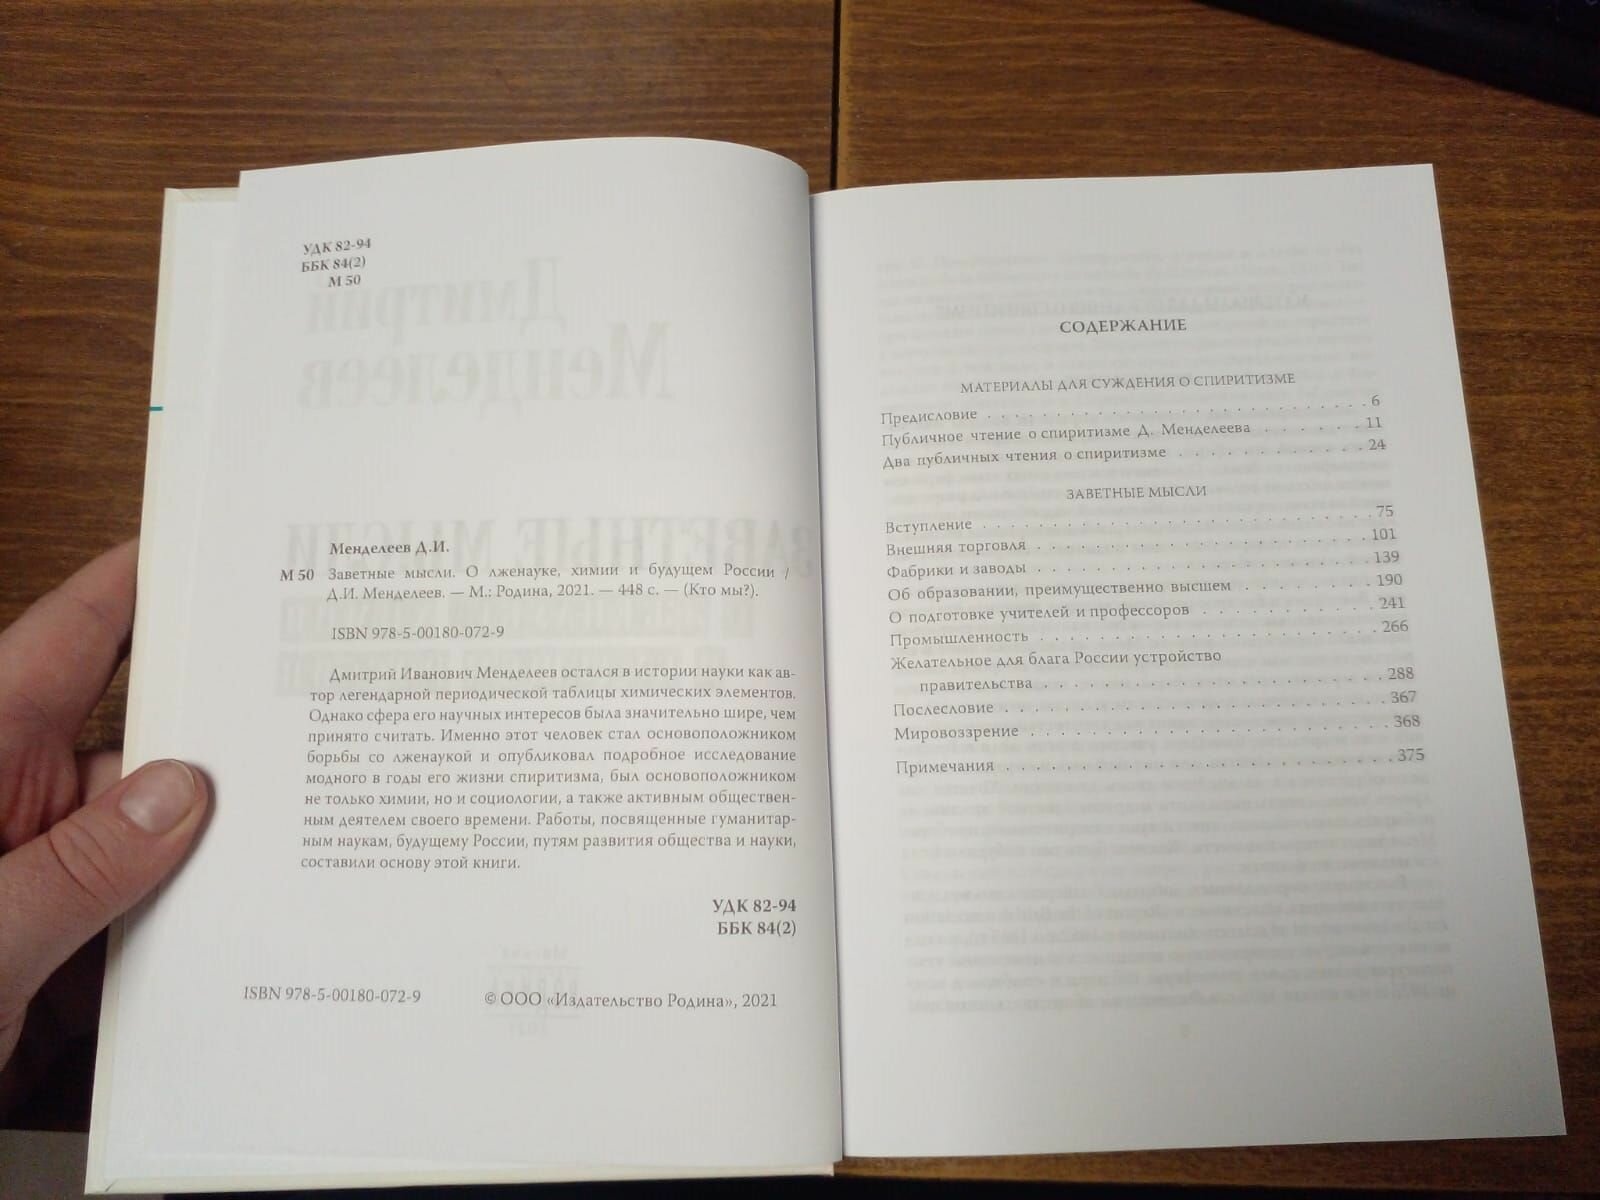 УДК 82-94
ББК 84(2)
М 50
Менделеев Д.И.
М 50 Заветные мысли. О лженауке, химии и будущем России /
Д.И. Менделеев. — М.: Родина, 2021. — 448 с. — (Кто мы?).
ISBN 978-5-00180-072-9
Дмитрий Иванович Менделеев остался в истории науки как ав-
тор легендарной периодической таблицы химических элементов.
Однако сфера его научных интересов была значительно шире, чем
принято считать. Именно этот человек стал основоположником
борьбы со лженаукой и опубликовал подробное исследование
модного в годы его жизни спиритизма, был основоположником
не только химии, но и социологии, а также активным обществен-
ным деятелем своего времени. Работы, посвященные гуманитар-
ным наукам, будущему России, путям развития общества и науки,
составили основу этой книги.
УДК 82-94
ББК 84(2)
ISBN 978-5-00180-072-9 © ООО «Издательство Родина», 2021
СОДЕРЖАНИЕ
МАТЕРИАЛЫ ДЛЯ СУЖДЕНИЯ О СПИРИТИЗМЕ
Предисловие . . . . . . . . . . . . . . . . . . . . . . . . . . 6
Публичное чтение о спиритизме Д. Менделеева . . . . . . 11
Два публичных чтения о спиритизме . . . . . . . . . . . . 24
ЗАВЕТНЫЕ МЫСЛИ
Вступление . . . . . . . . . . . . . . . . . . . . . . . . . . 75
Внешняя торговля . . . . . . . . . . . . . . . . . . . . . . 101
Фабрики и заводы . . . . . . . . . . . . . . . . . . . . . . 139
Об образовании, преимущественно высшем . . . . . . . . 190
О подготовке учителей и профессоров . . . . . . . . . . . 241
Промышленность . . . . . . . . . . . . . . . . . . . . . . 266
Желательное для блага России устройство
правительства . . . . . . . . . . . . . . . . . . . . . . 288
Послесловие . . . . . . . . . . . . . . . . . . . . . . . . . 367
Мировоззрение . . . . . . . . . . . . . . . . . . . . . . . 368
Примечания . . . . . . . . . . . . . . . . . . . . . . . . . 375